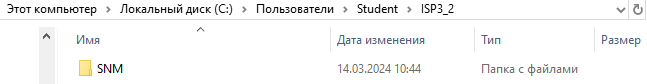 Этот компьютер > Локальный диск (C:) > Пользователи > Student > ISP3_2
Имя Дата изменения Тип Размер
SNM 14.03.2024 10:44 Папка с файлами